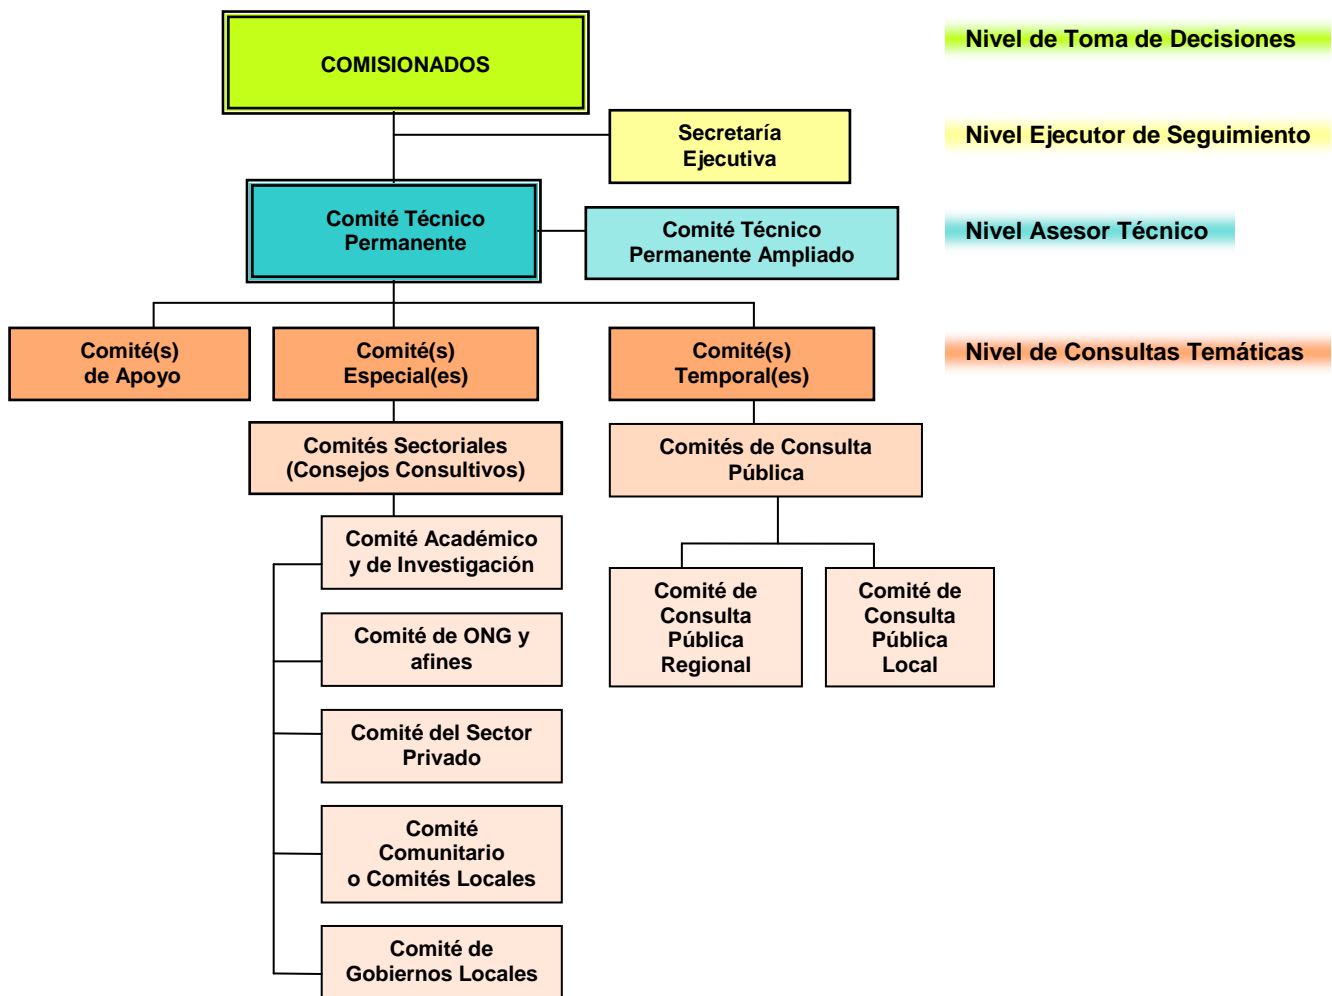 COMISIONADOS
Nivel de Toma de Decisiones
Secretaría
Ejecutiva
Nivel Ejecutor de Seguimiento
Comité Técnico
Permanente
Comité Técnico
Permanente Ampliado
Nivel Asesor Técnico
Comité(s)
de Apoyo
Comité(s)
Especial(es)
Comité(s)
Temporal(es)
Nivel de Consultas Temáticas
Comités Sectoriales
(Consejos Consultivos)
Comités de Consulta
Pública
Comité Académico
y de Investigación
Comité de ONG y
afines
Comité del Sector
Privado
Comité
Comunitario
o Comités Locales
Comité de
Gobiernos Locales
Comité de
Consulta
Pública
Regional
Comité de
Consulta
Pública
Local